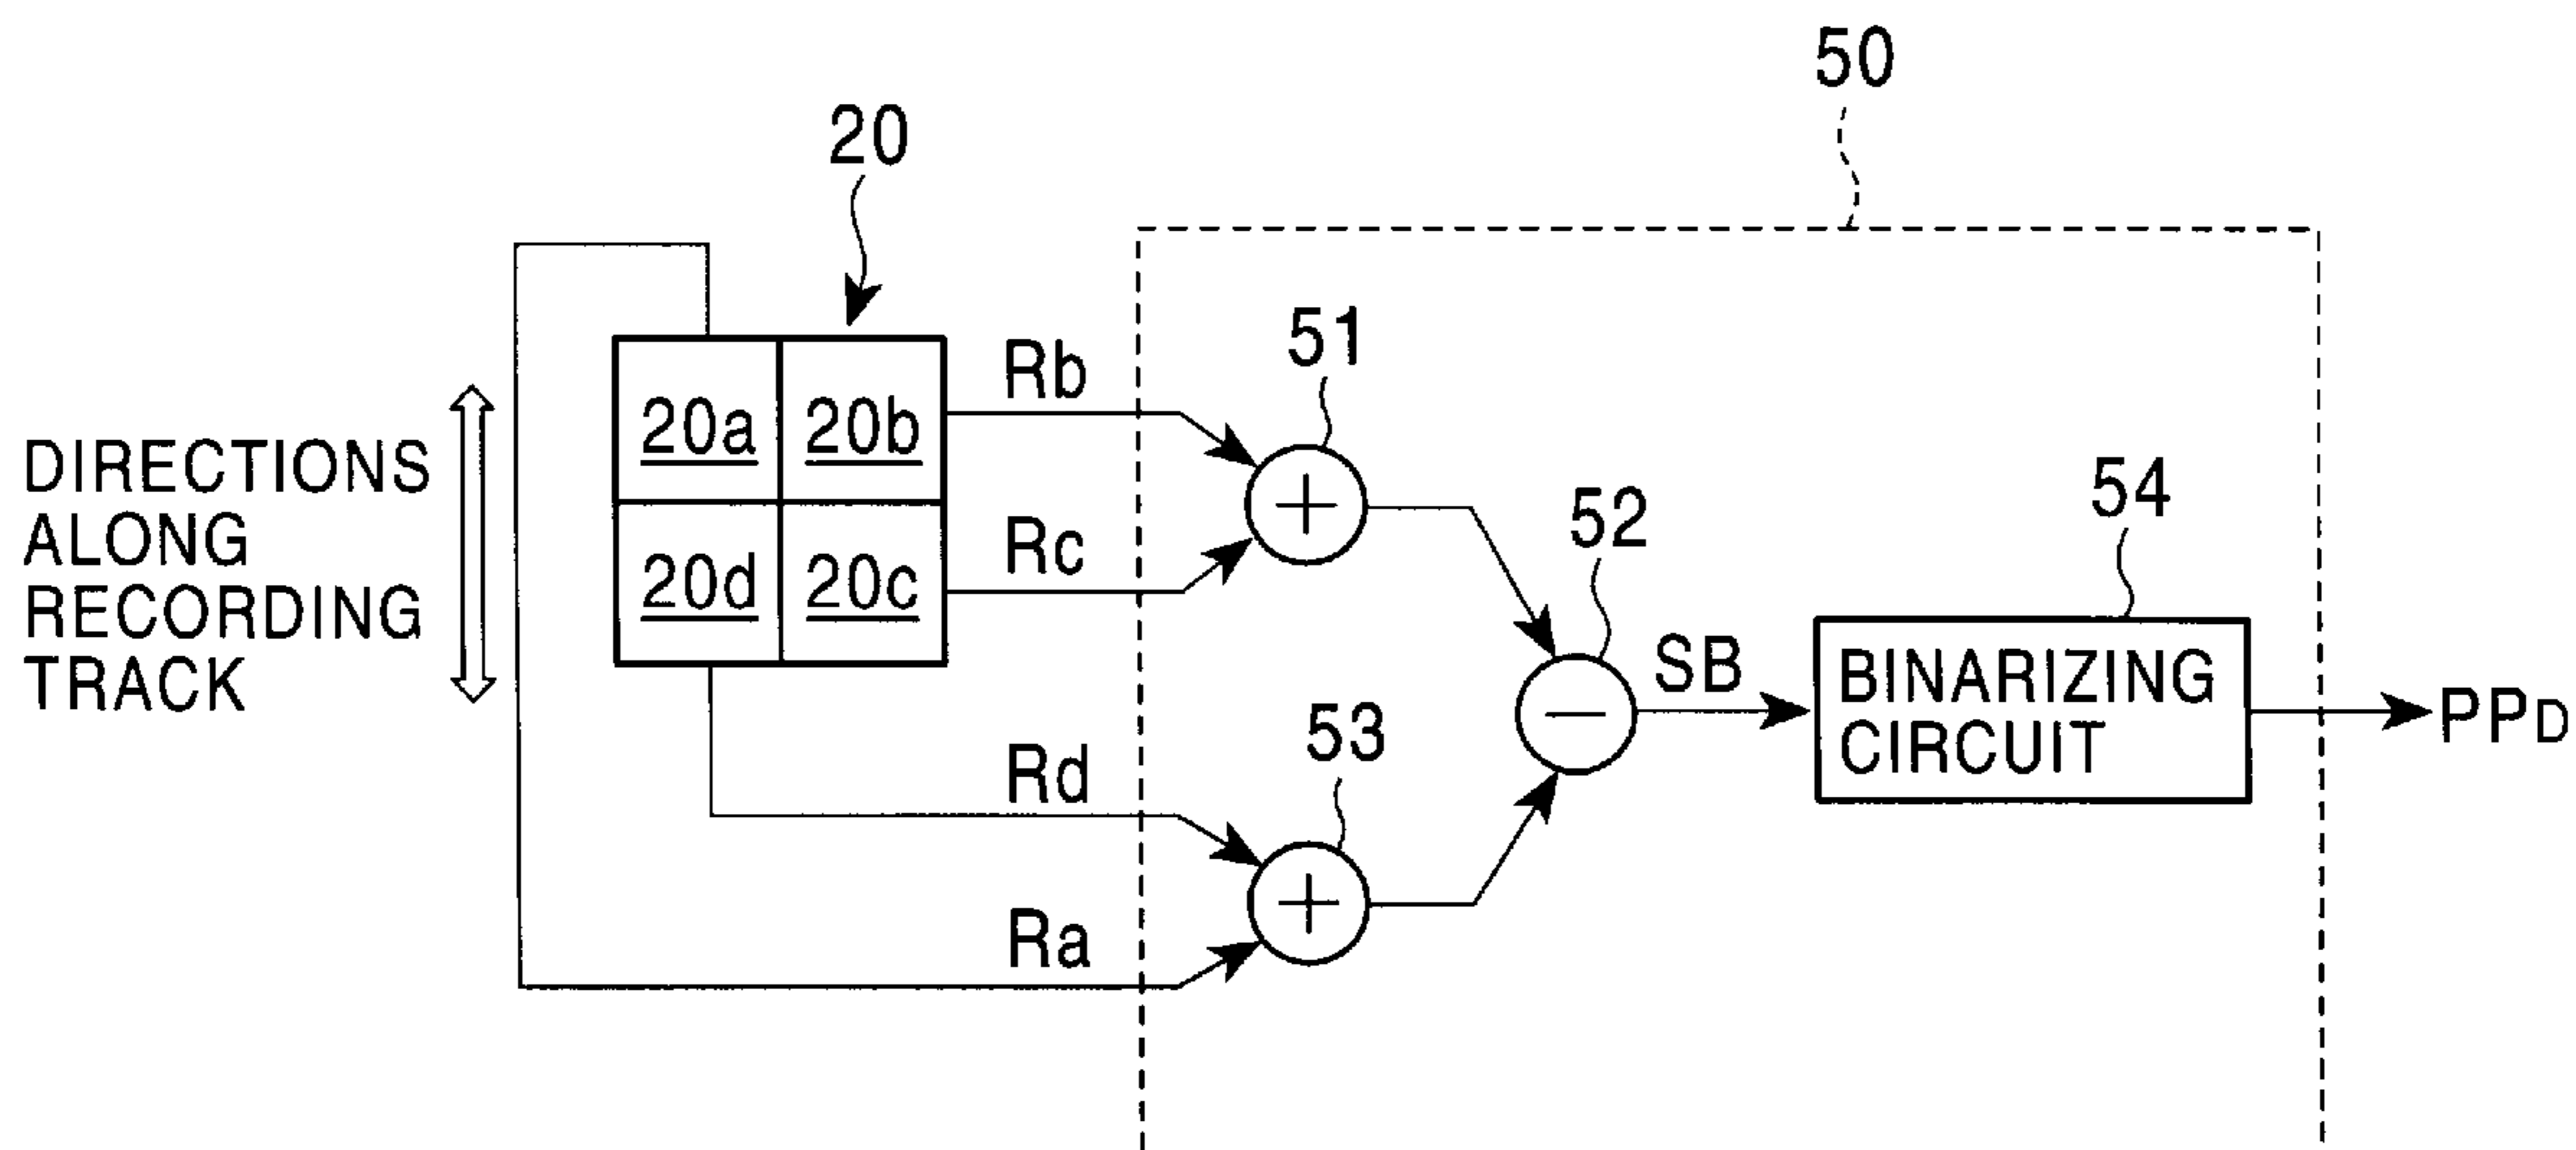 50
20
51
Rb
20a 20b
DIRECTIONS
ALONG
RECORDING
TRACK
54
52
Rc
20d 20c
SB
BINARIZING
CIRCUIT
PPD
53
Rd
Ra